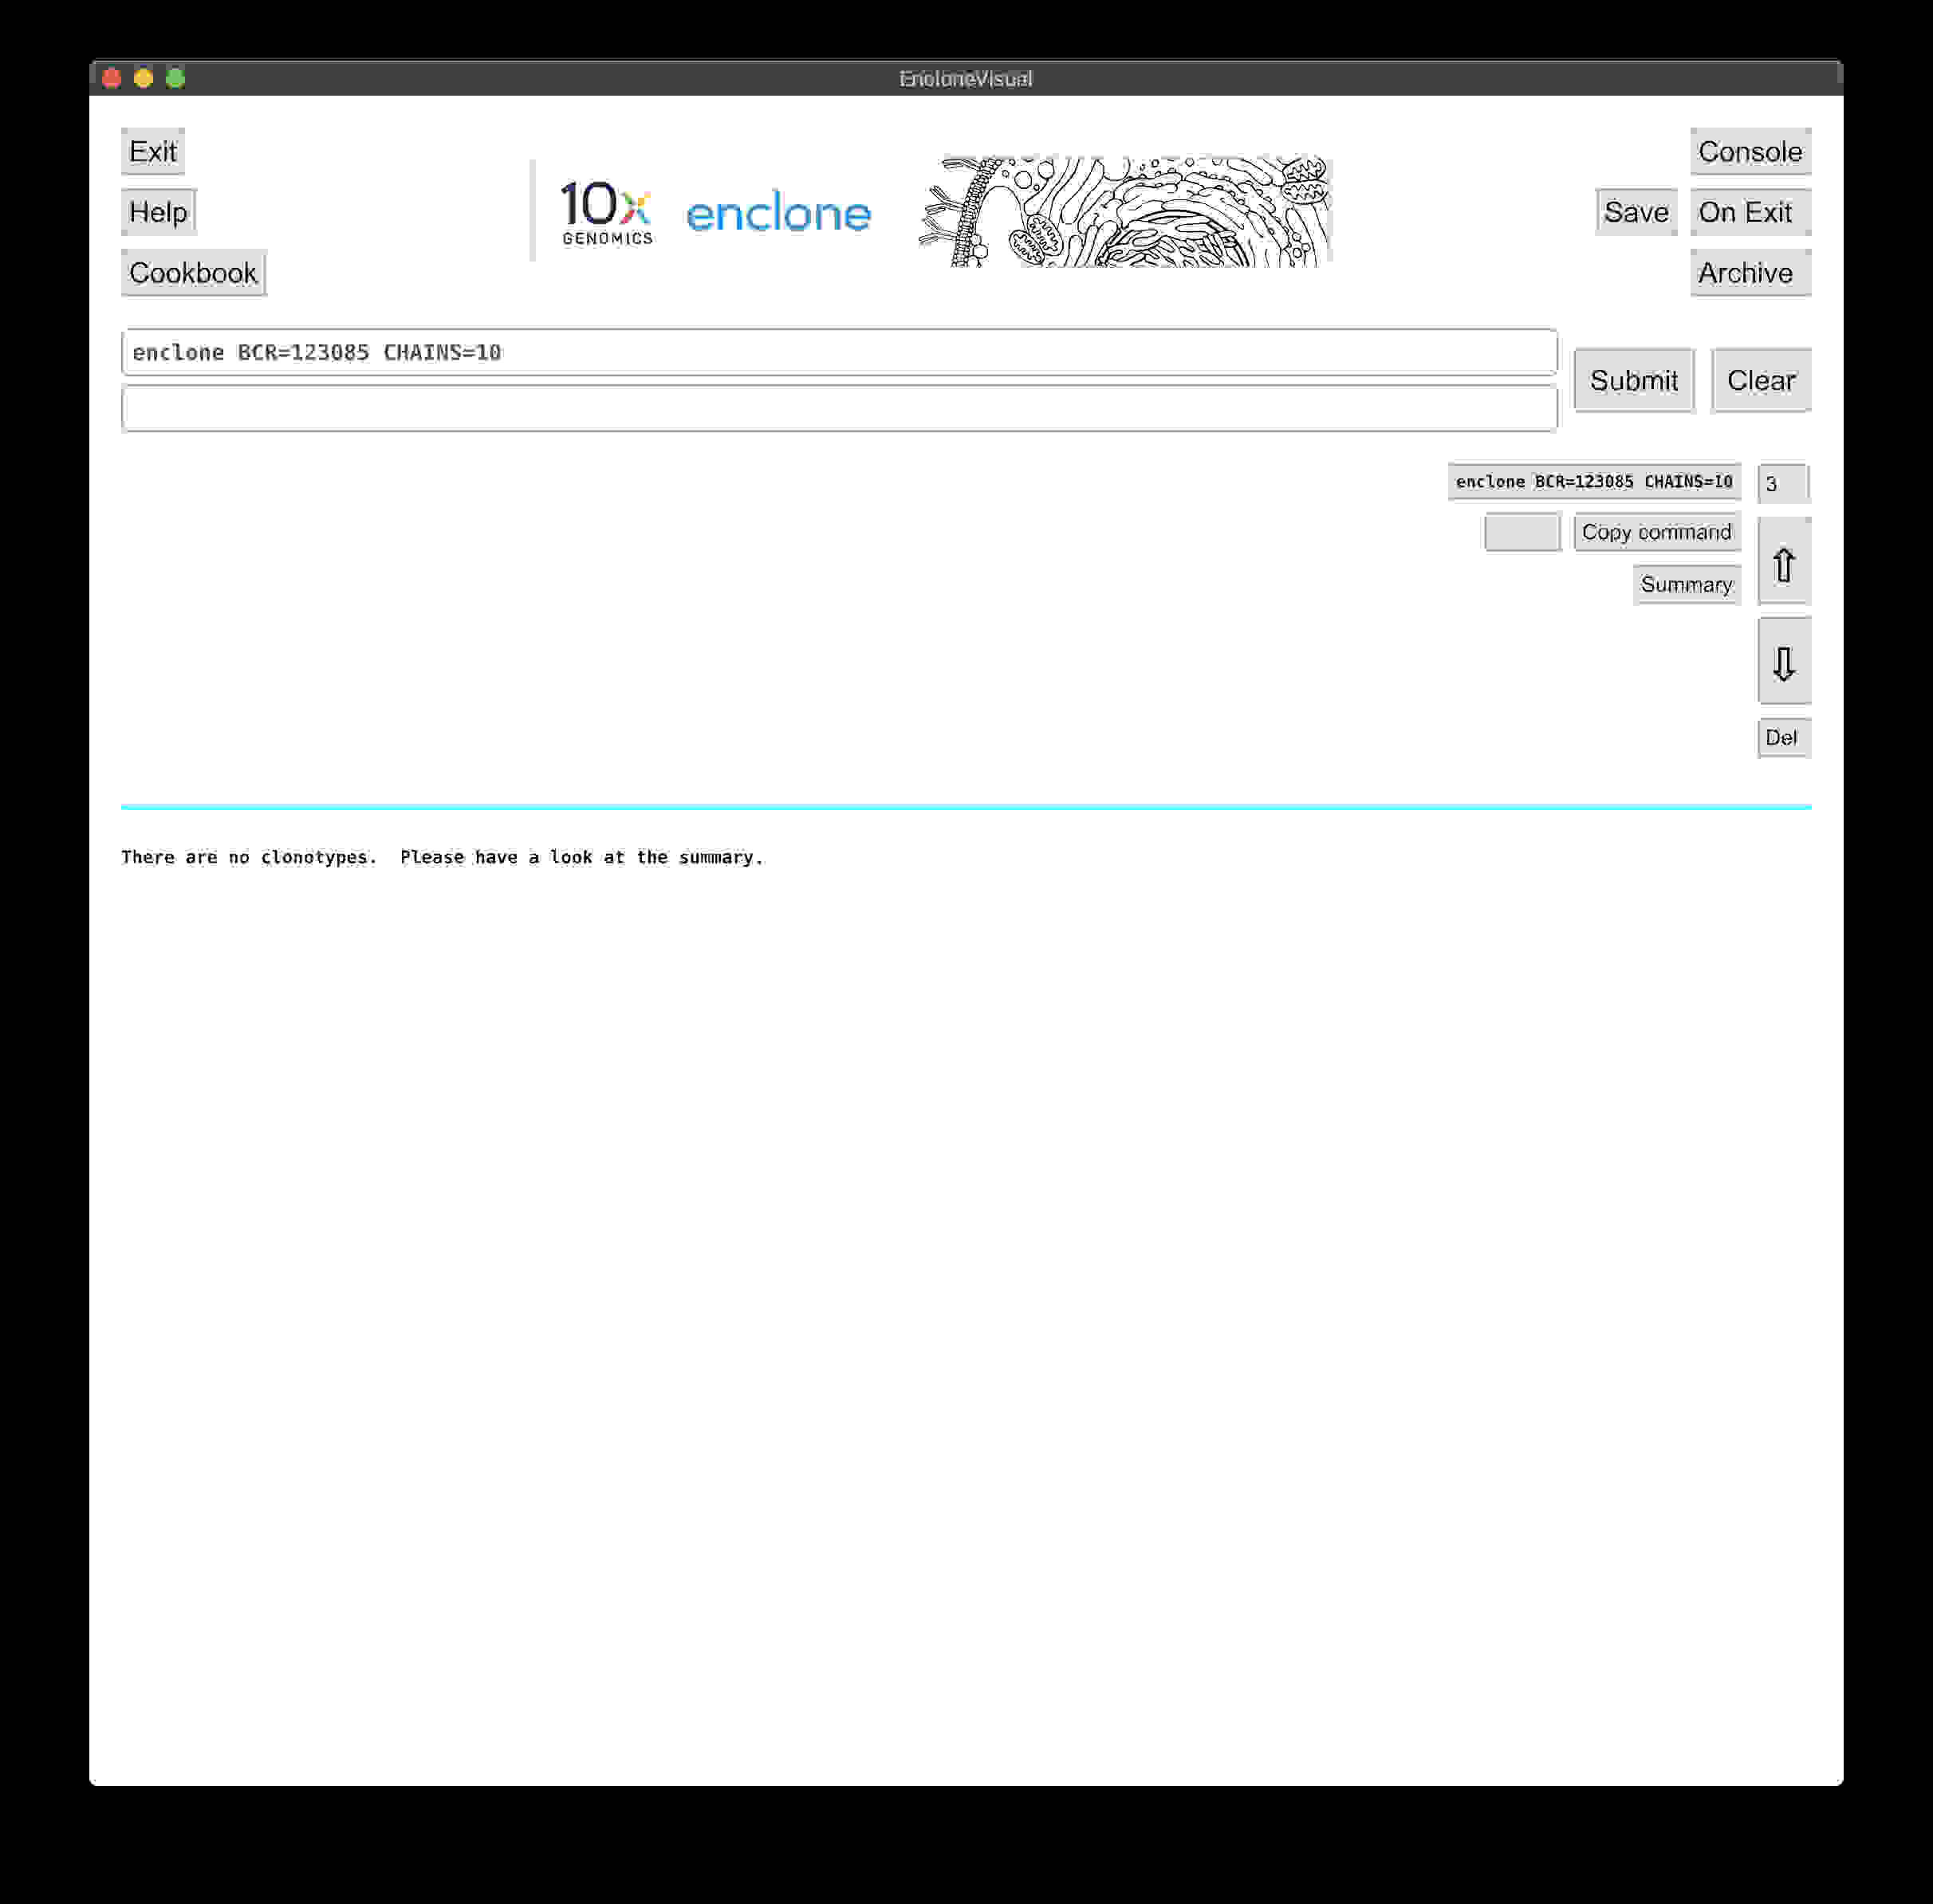 EncloneVisual
Exit
Console
Help
10x
GENOMICS
enclone
Save
On Exit
Cookbook
Archive
enclone BCR=123085 CHAINS=10
Submit
Clear
enclone BCR=123085 CHAINS=10
3
Copy command
⇧
Summary
⇩
Del
There are no clonotypes.  Please have a look at the summary.